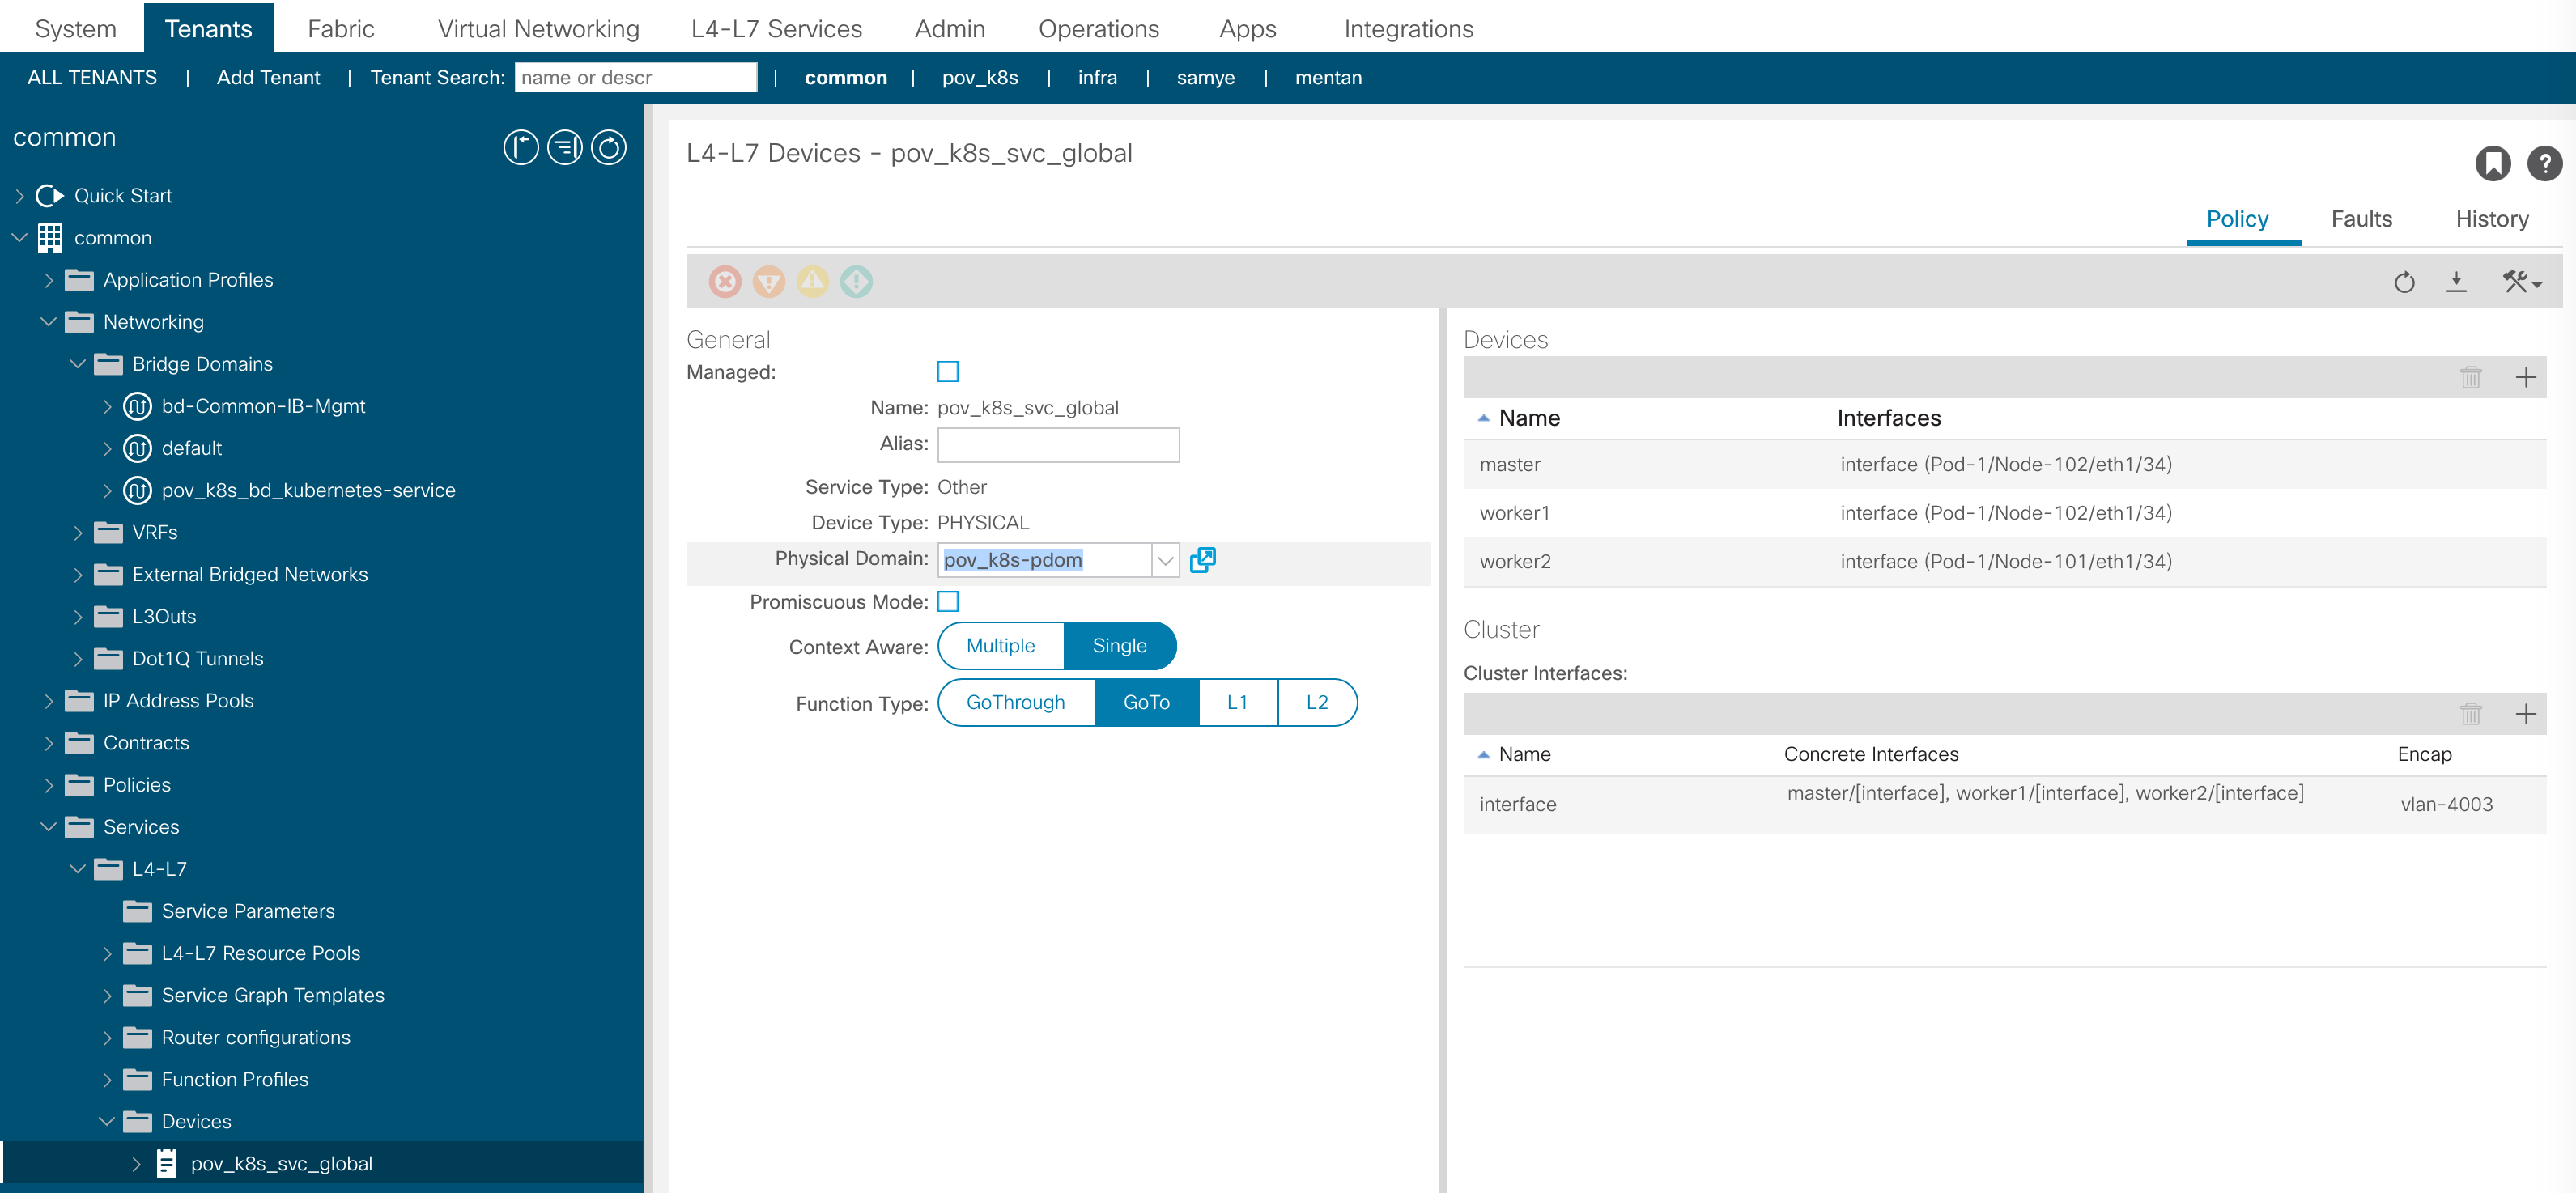 System Tenants Fabric Virtual Networking L4-L7 Services Admin Operations Apps Integrations
ALL TENANTS | Add Tenant | Tenant Search: name or descr | common | pov_k8s | infra | samye | mentan
common
Quick Start
common
Application Profiles
Networking
Bridge Domains
bd-Common-IB-Mgmt
default
pov_k8s_bd_kubernetes-service
VRFs
External Bridged Networks
L3Outs
Dot1Q Tunnels
IP Address Pools
Contracts
Policies
Services
L4-L7
Service Parameters
L4-L7 Resource Pools
Service Graph Templates
Router configurations
Function Profiles
Devices
pov_k8s_svc_global
L4-L7 Devices - pov_k8s_svc_global
Policy Faults History
General
Managed:
Name: pov_k8s_svc_global
Alias:
Service Type: Other
Device Type: PHYSICAL
Physical Domain: pov_k8s-pdom
Promiscuous Mode:
Context Aware: Multiple Single
Function Type: GoThrough GoTo L1 L2
Devices
Name Interfaces
master interface (Pod-1/Node-102/eth1/34)
worker1 interface (Pod-1/Node-102/eth1/34)
worker2 interface (Pod-1/Node-101/eth1/34)
Cluster
Cluster Interfaces:
Name Concrete Interfaces Encap
interface master/[interface], worker1/[interface], worker2/[interface] vlan-4003